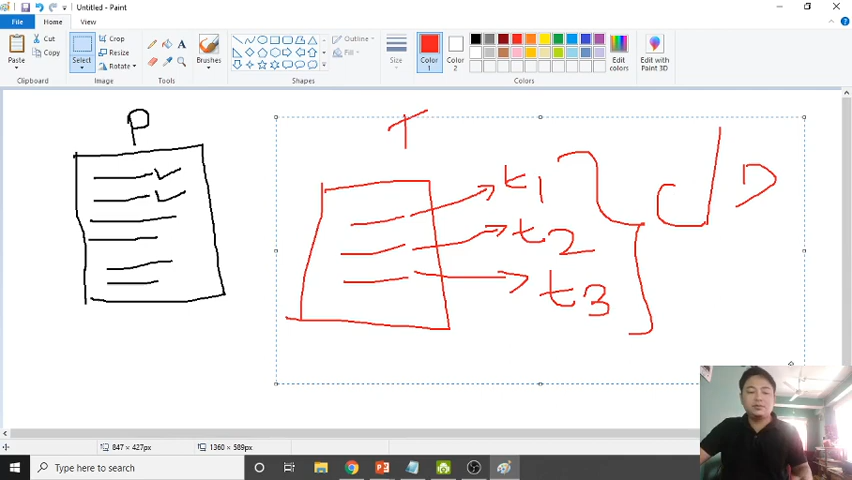 Untitled - Paint
File Home View
Paste
Cut
Copy
Clipboard
Select
Crop
Resize
Rotate
Image
Tools
Brushes
Shapes
Outline
Fill
Size
Color 1
Color 2
Colors
Edit colors
Edit with Paint 3D
P
T
t1
t2
t3
d D
847 × 427px
1360 × 589px
Type here to search